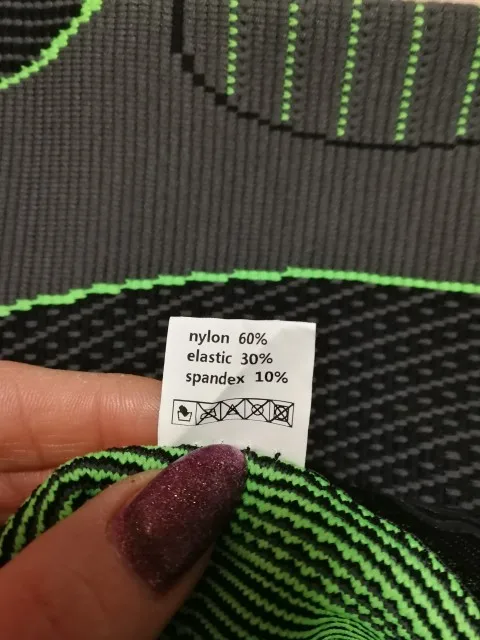 nylon 60%
elastic 30%
spandex 10%